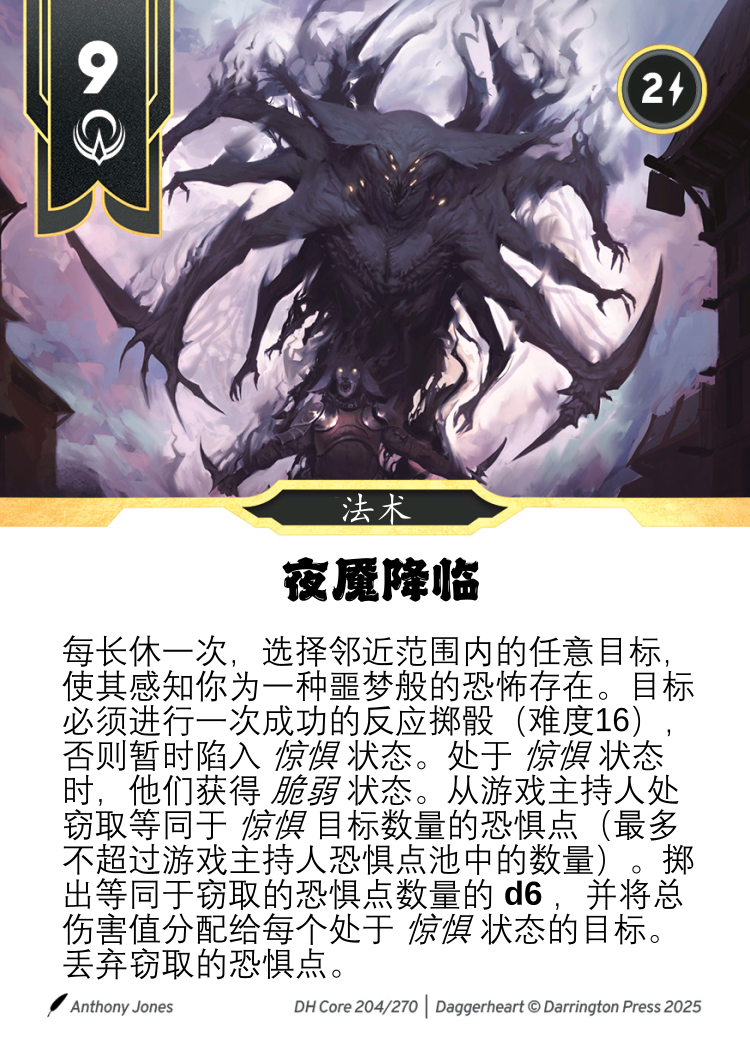 9
2
法术
夜魇降临
每长休一次，选择邻近范围内的任意目标，
使其感知你为一种噩梦般的恐怖存在。目标
必须进行一次成功的反应掷骰（难度16），
否则暂时陷入 惊惧 状态。处于 惊惧 状态
时，他们获得 脆弱 状态。从游戏主持人处
窃取等同于 惊惧 目标数量的恐惧点（最多
不超过游戏主持人恐惧点池中的数量）。掷
出等同于窃取的恐惧点数量的 d6 ，并将总
伤害值分配给每个处于 惊惧 状态的目标。
丢弃窃取的恐惧点。
Anthony Jones DH Core 204/270 | Daggerheart © Darrington Press 2025